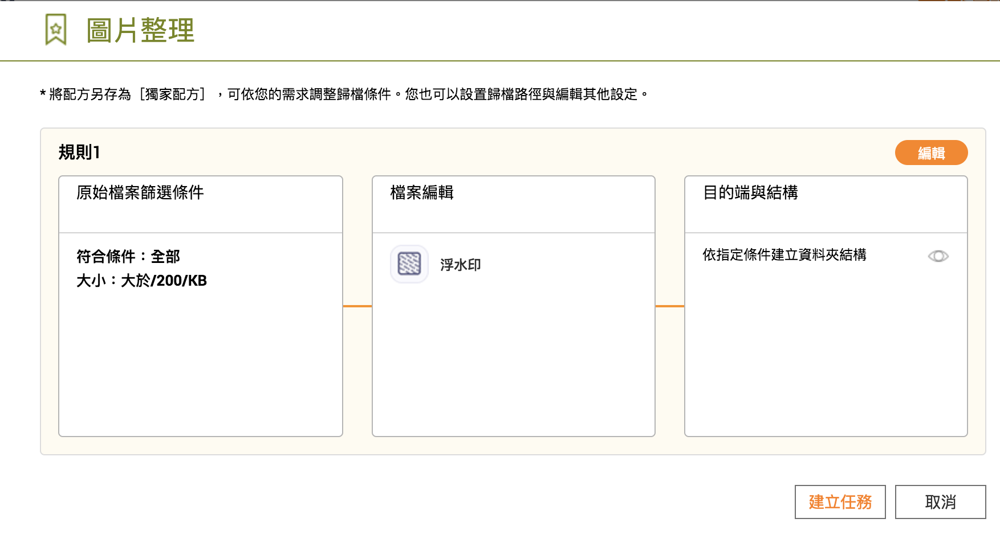 圖片整理
* 將配方另存為［獨家配方］，可依您的需求調整歸檔條件。您也可以設置歸檔路徑與編輯其他設定。
規則1
編輯
原始檔案篩選條件
符合條件：全部
大小：大於/200/KB
檔案編輯
浮水印
目的端與結構
依指定條件建立資料夾結構
建立任務
取消